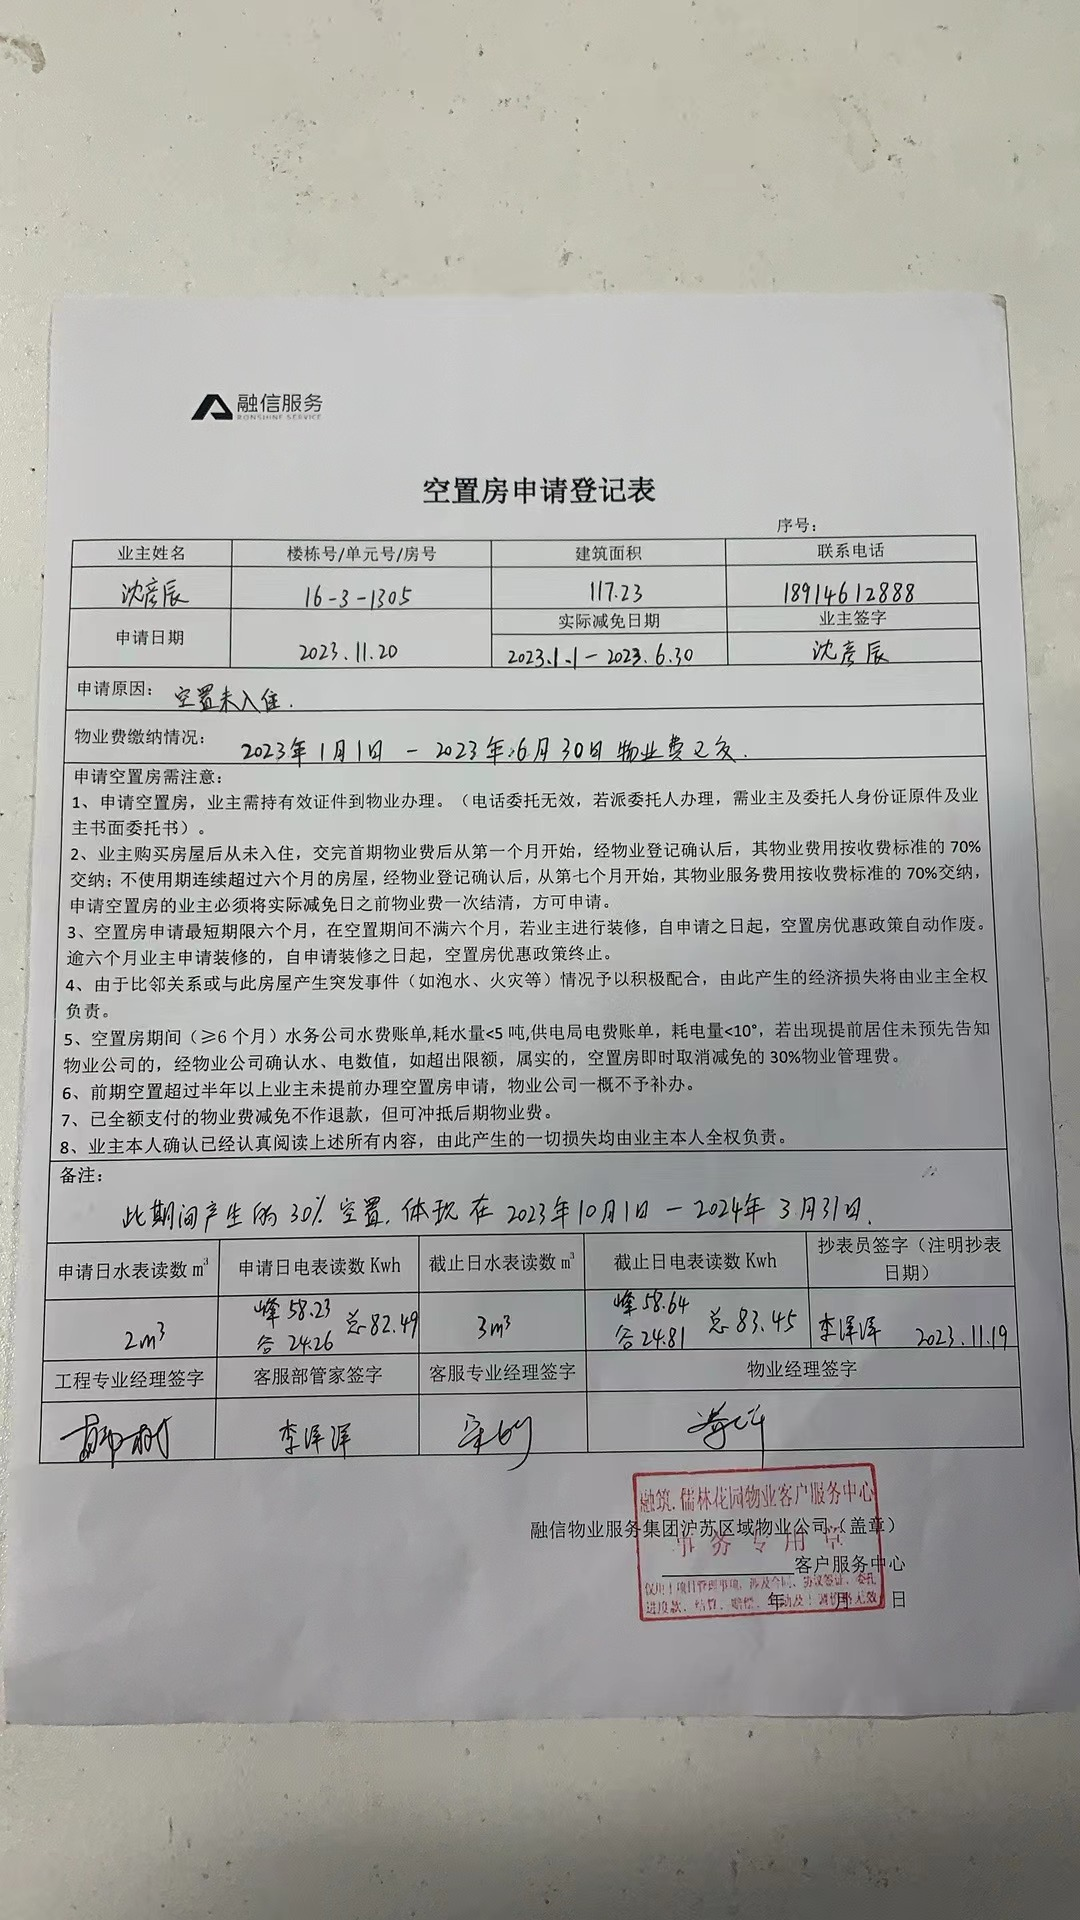 融信服务
RONSHINE SERVICE
空置房申请登记表
序号：
业主姓名 楼栋号/单元号/房号 建筑面积 联系电话
沈彦辰 16-3-1305 117.23 18914612888
申请日期 2023.11.20 实际减免日期 业主签字
2023.1.1-2023.6.30 沈彦辰
申请原因： 空置未入住.
物业费缴纳情况： 2023年1月1日 - 2023年6月30日物业费已交.
申请空置房需注意：
1、申请空置房，业主需持有效证件到物业办理。（电话委托无效，若派委托人办理，需业主及委托人身份证原件及业
主书面委托书）。
2、业主购买房屋后从未入住，交完首期物业费后从第一个月开始，经物业登记确认后，其物业费用按收费标准的 70%
交纳；不使用期连续超过六个月的房屋，经物业登记确认后，从第七个月开始，其物业服务费用按收费标准的 70%交纳，
申请空置房的业主必须将实际减免日之前物业费一次结清，方可申请。
3、空置房申请最短期限六个月，在空置期间不满六个月，若业主进行装修，自申请之日起，空置房优惠政策自动作废。
逾六个月业主申请装修的，自申请装修之日起，空置房优惠政策终止。
4、由于比邻关系或与此房屋产生突发事件（如泡水、火灾等）情况予以积极配合，由此产生的经济损失将由业主全权
负责。
5、空置房期间（≥6 个月）水务公司水费账单,耗水量<5 吨,供电局电费账单，耗电量<10°，若出现提前居住未预先告知
物业公司的，经物业公司确认水、电数值，如超出限额，属实的，空置房即时取消减免的 30%物业管理费。
6、前期空置超过半年以上业主未提前办理空置房申请，物业公司一概不予补办。
7、已全额支付的物业费减免不作退款，但可冲抵后期物业费。
8、业主本人确认已经认真阅读上述所有内容，由此产生的一切损失均由业主本人全权负责。
备注：
此期间产生的30%空置.体现在2023年10月1日-2024年3月31日.
申请日水表读数 m³ 申请日电表读数 Kwh 截止日水表读数 m³ 截止日电表读数 Kwh 抄表员签字（注明抄表
日期）
2m³ 峰58.23 谷24.26 总82.49 3m³ 峰58.64 谷24.81 总83.45 李洋洋 2023.11.19
工程专业经理签字 客服部管家签字 客服专业经理签字 物业经理签字
李洋洋
融筑.儒林花园物业客户服务中心
融信物业服务集团沪苏区域物业公司（盖章）
事务专用章
客户服务中心
年 月 日